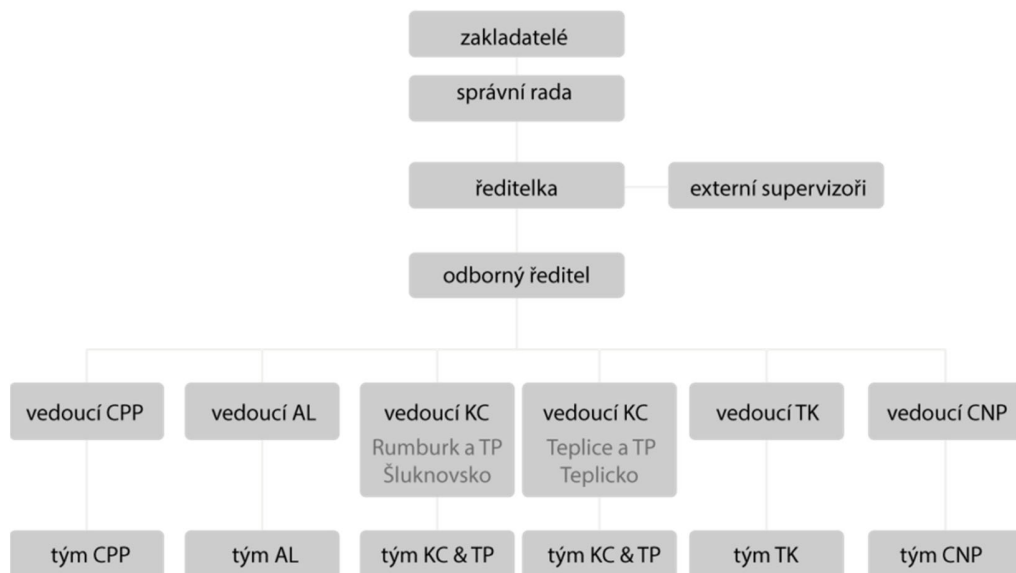 zakladatelé
správní rada
ředitelka
externí supervizoři
odborný ředitel
vedoucí CPP
vedoucí AL
vedoucí KC
Rumburk a TP
Šluknovsko
vedoucí KC
Teplice a TP
Teplicko
vedoucí TK
vedoucí CNP
tým CPP
tým AL
tým KC & TP
tým KC & TP
tým TK
tým CNP